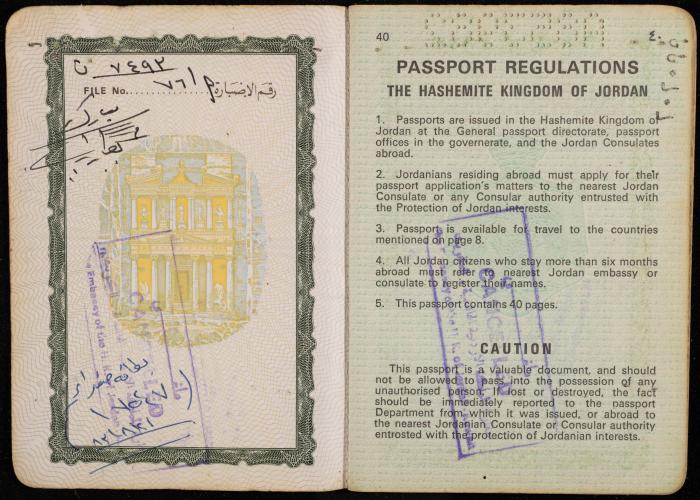 ٧٤٩٢
FILE No. رقم الاضبارة
CANCELLED
40 ٤٠
PASSPORT REGULATIONS
THE HASHEMITE KINGDOM OF JORDAN
1. Passports are issued in the Hashemite Kingdom of
Jordan at the General passport directorate, passport
offices in the governerate, and the Jordan Consulates
abroad.
2. Jordanians residing abroad must apply for their
passport application's matters to the nearest Jordan
Consulate or any Consular authority entrusted with
the Protection of Jordan interests.
3. Passport is available for travel to the countries
mentioned on page 8.
4. All Jordan citizens who stay more than six months
abroad must refer to nearest Jordan embassy or
consulate to register their names.
5. This passport contains 40 pages.
CANCELLED
CAUTION
This passport is a valuable document, and should
not be allowed to pass into the possession of any
unauthorised person. If lost or destroyed, the fact
should be immediately reported to the passport
Department from which it was issued, or abroad to
the nearest Jordanian Consulate or Consular authority
entrosted with the protection of Jordanian interests.